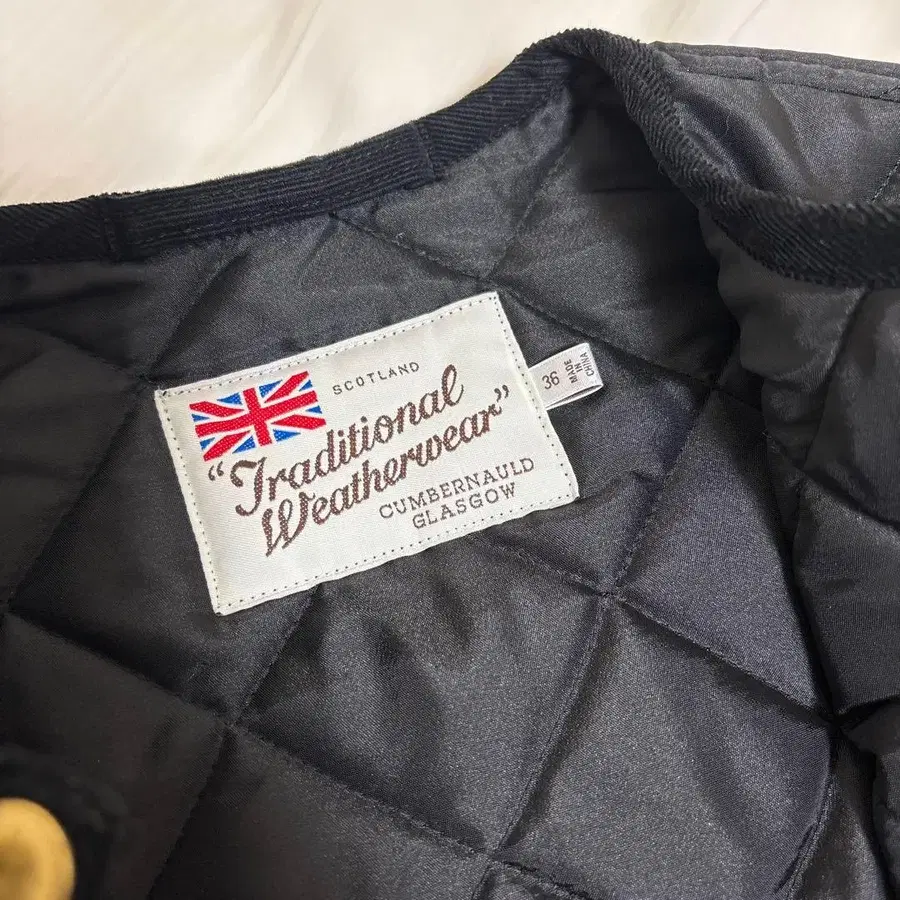 SCOTLAND
"Traditional
Weatherwear"
CUMBERNAULD
GLASGOW
36
MADE
IN
CHINA